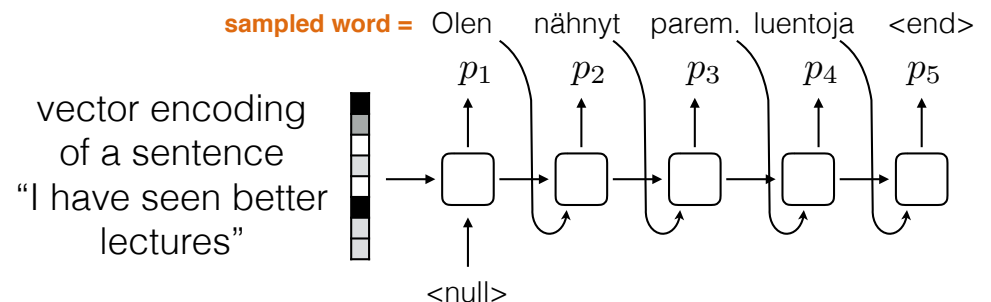 sampled word = Olen nähnyt parem. luentoja <end>
p1 p2 p3 p4 p5
vector encoding
of a sentence
“I have seen better
lectures”
<null>